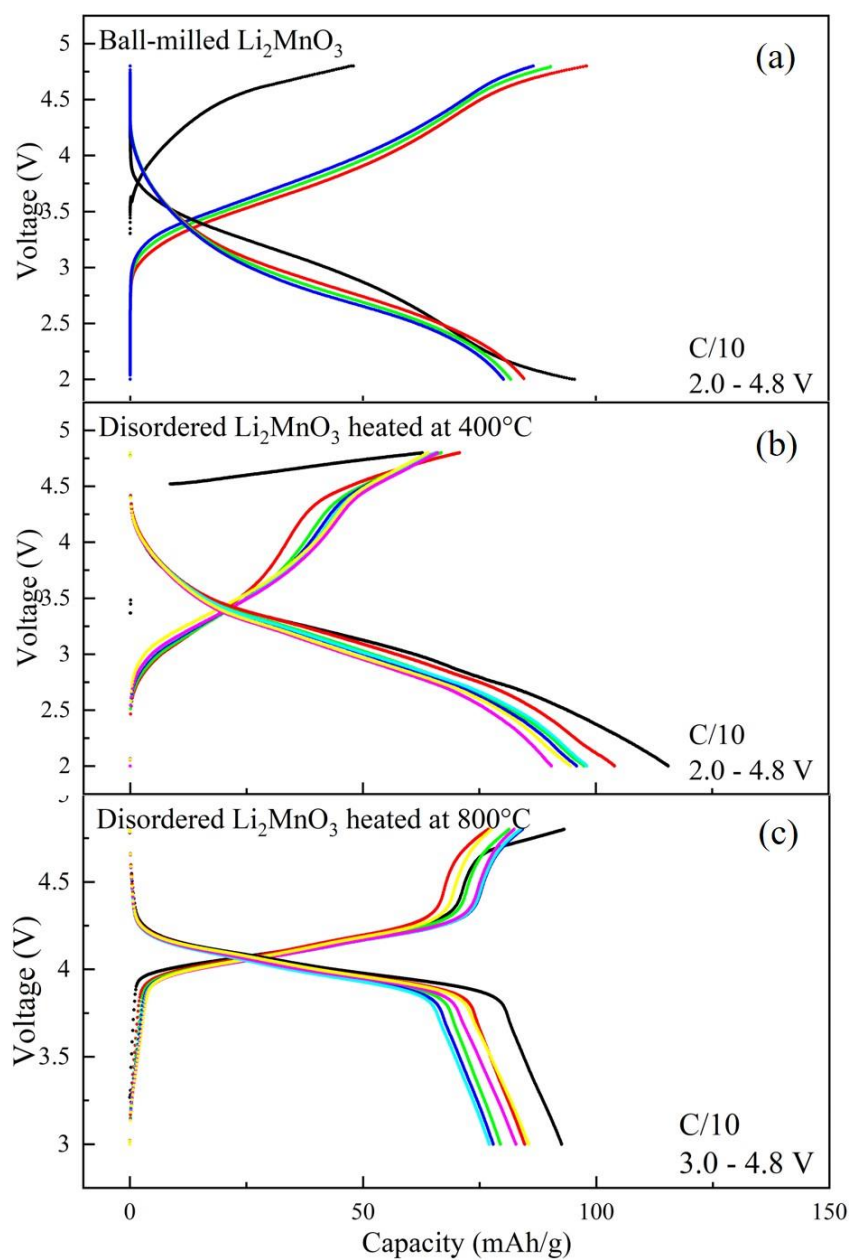 5
Ball-milled Li₂MnO₃
(a)
4.5
4
3.5
3
2.5
2
Voltage (V)
C/10
2.0 - 4.8 V
5
Disordered Li₂MnO₃ heated at 400°C
(b)
4.5
4
3.5
3
2.5
2
Voltage (V)
C/10
2.0 - 4.8 V
5
Disordered Li₂MnO₃ heated at 800°C
(c)
4.5
4
3.5
3
Voltage (V)
C/10
3.0 - 4.8 V
0
50
100
150
Capacity (mAh/g)